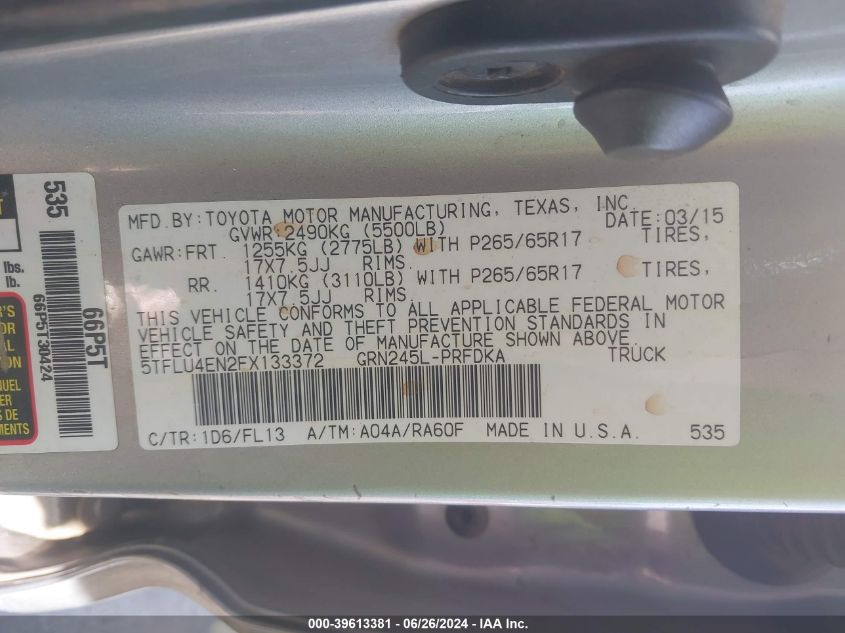 MFD. BY: TOYOTA MOTOR MANUFACTURING, TEXAS, INC.
GVWR 2490KG (5500LB) DATE: 03/15
GAWR: FRT. 1255KG (2775LB) WITH P265/65R17 TIRES,
17X7.5JJ RIMS.
RR. 1410KG (3110LB) WITH P265/65R17 TIRES,
17X7.5JJ RIMS.
THIS VEHICLE CONFORMS TO ALL APPLICABLE FEDERAL MOTOR
VEHICLE SAFETY AND THEFT PREVENTION STANDARDS IN
EFFECT ON THE DATE OF MANUFACTURE SHOWN ABOVE.
5TFLU4EN2FX133372 GRN245L-PRFDKA TRUCK
C/TR: 1D6/FL13 A/TM: A04A/RA60F MADE IN U.S.A. 535
535
66P5T30424
66P5T
lbs.
lb.
000-39613381 - 06/26/2024 - IAA Inc.